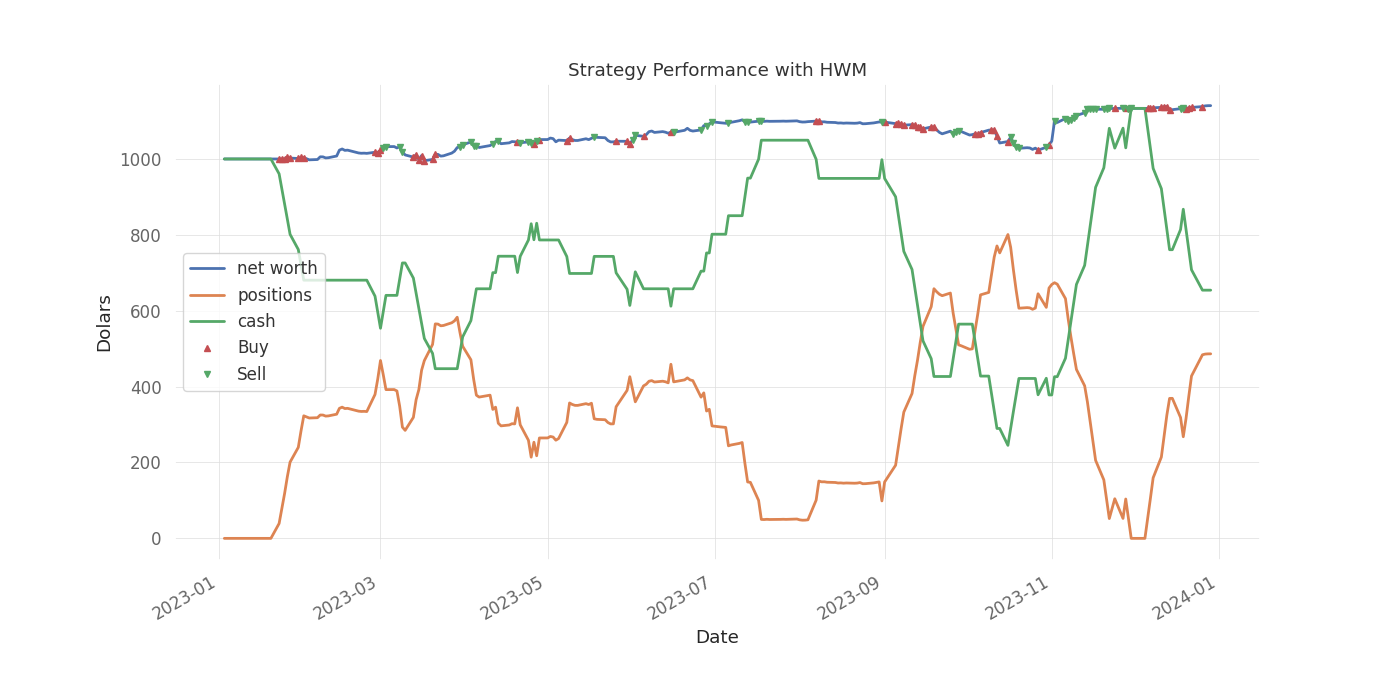 Strategy Performance with HWM
1000
800
600
400
200
0
Dolars
net worth
positions
cash
Buy
Sell
2023-01
2023-03
2023-05
2023-07
2023-09
2023-11
2024-01
Date